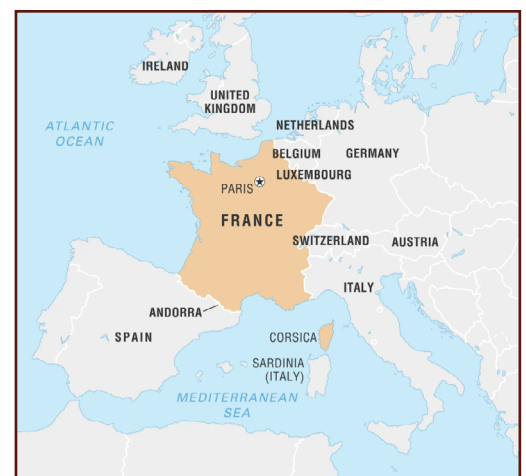 IRELAND
UNITED
KINGDOM
NETHERLANDS
ATLANTIC
OCEAN
BELGIUM
GERMANY
LUXEMBOURG
PARIS
FRANCE
SWITZERLAND
AUSTRIA
ITALY
ANDORRA
SPAIN
CORSICA
SARDINIA
(ITALY)
MEDITERRANEAN
SEA